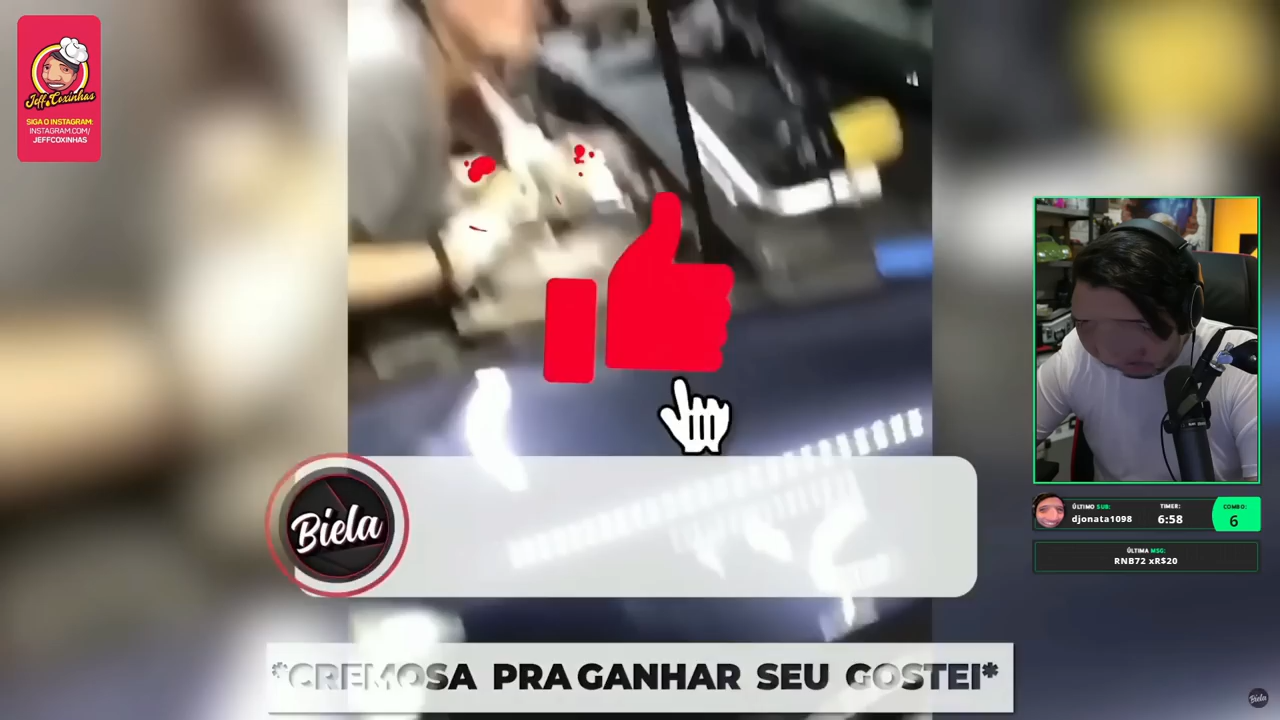 Jeff Coxinhas
SIGA O INSTAGRAM:
INSTAGRAM.COM/
JEFFCOXINHAS
Biela
ÚLTIMO SUB:
djonata1098
TIMER:
6:58
COMBO:
6
ÚLTIMA MSG:
RNB72 xR$20
*CREMOSA PRA GANHAR SEU GOSTEI*
Biela